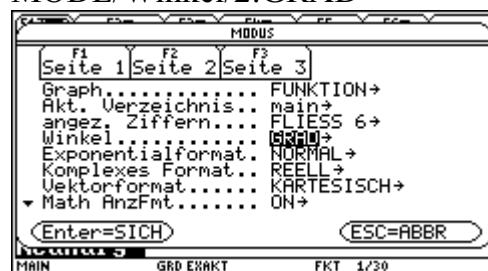 MODE/Winkel/2:GRAD
MODUS
F1 F2 F3
Seite 1 Seite 2 Seite 3
Graph............. FUNKTION→
Akt. Verzeichnis.. main→
angez. Ziffern.... FLIESS 6→
Winkel............ GRAD→
Exponentialformat. NORMAL→
Komplexes Format.. REELL→
Vektorformat...... KARTESISCH→
Math AnzFmt....... ON→
Enter=SICH ESC=ABBR
MAIN GRD EXAKT FKT 1/30